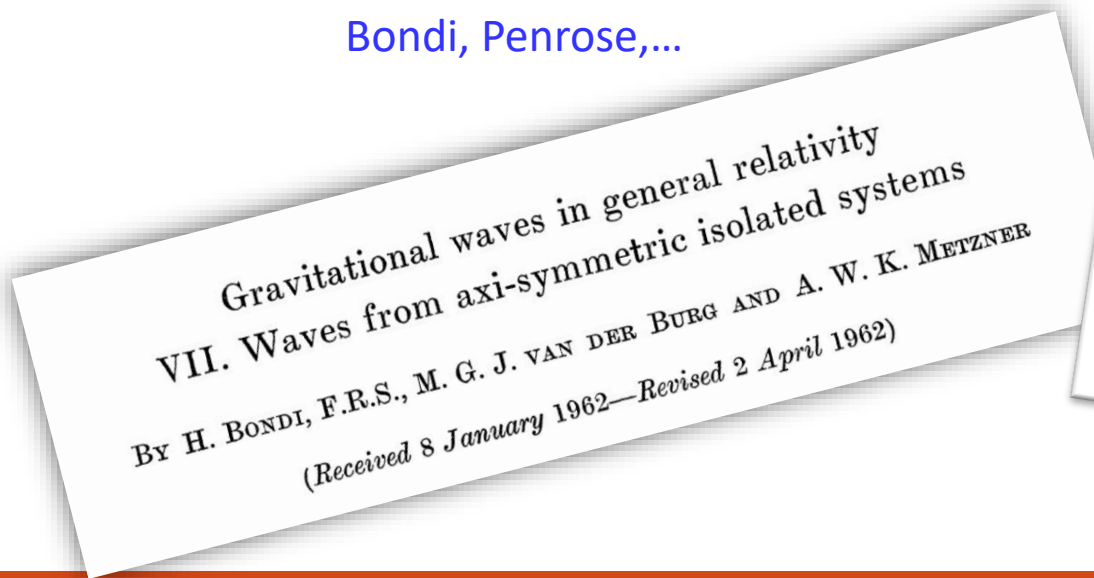 Bondi, Penrose,...
Gravitational waves in general relativity
VII. Waves from axi-symmetric isolated systems
By H. Bondi, F.R.S., M. G. J. van der Burg and A. W. K. Metzner
(Received 8 January 1962—Revised 2 April 1962)